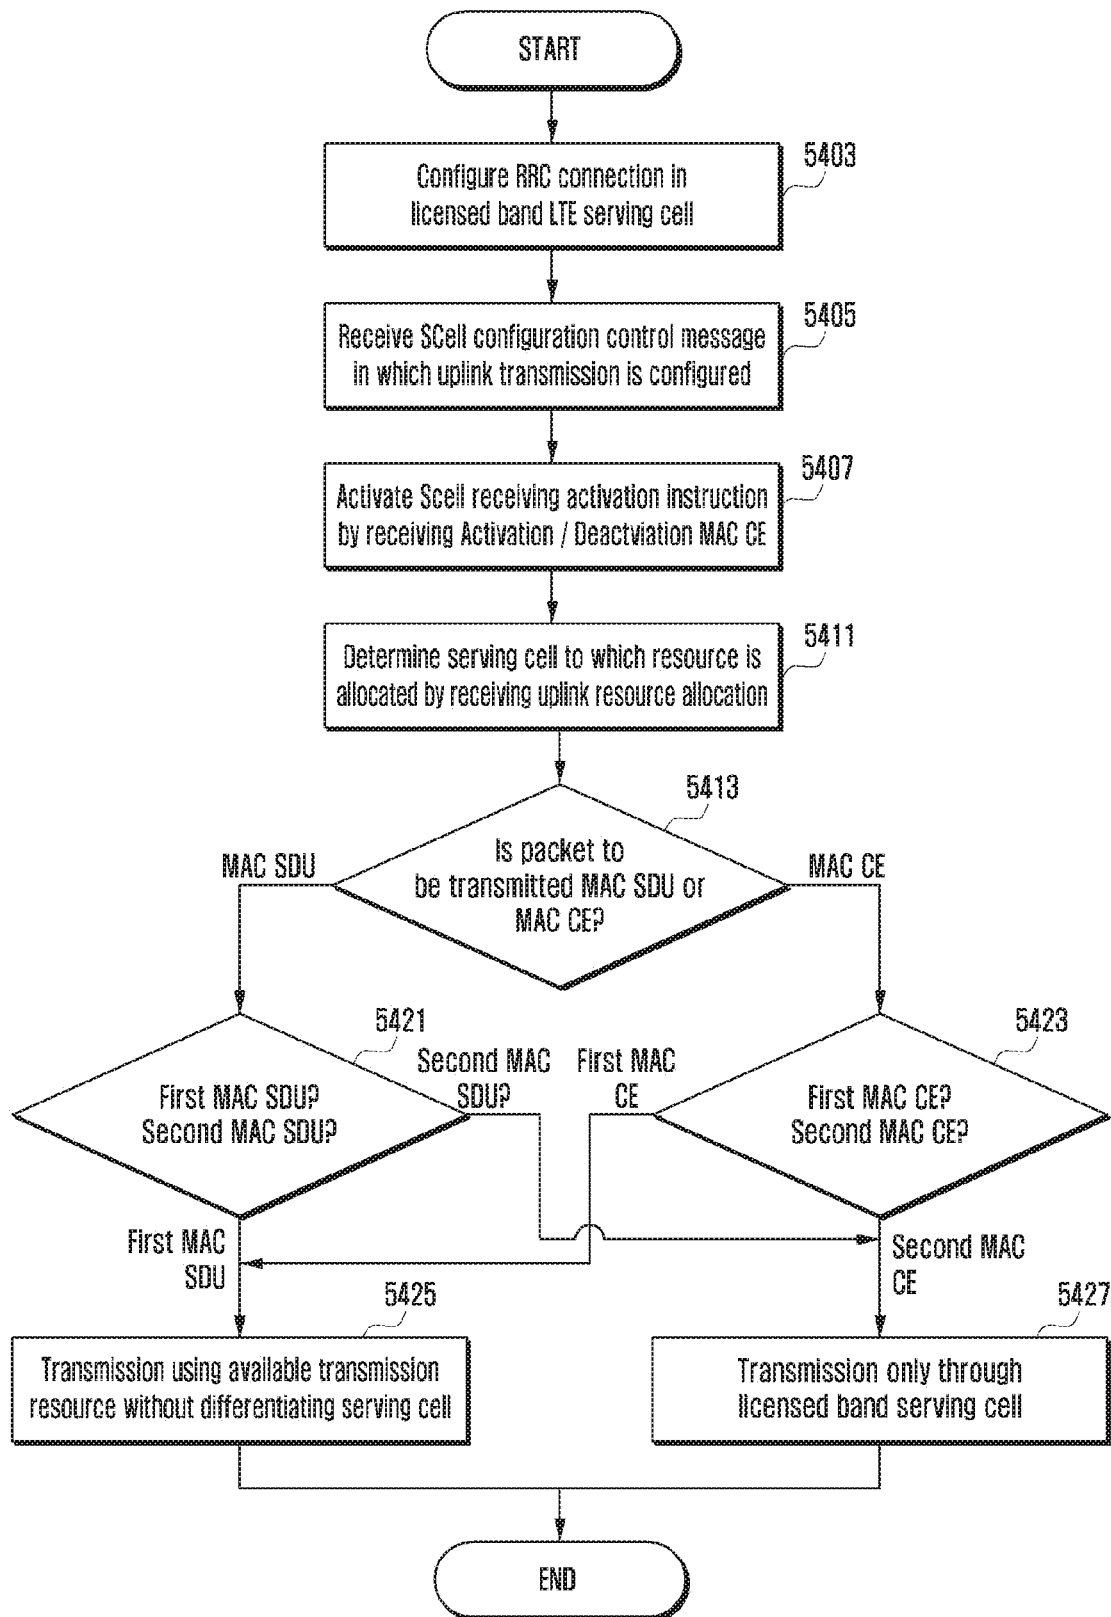 START
5403
Configure RRC connection in
licensed band LTE serving cell
5405
Receive SCell configuration control message
in which uplink transmission is configured
5407
Activate Scell receiving activation instruction
by receiving Activation / Deactviation MAC CE
5411
Determine serving cell to which resource is
allocated by receiving uplink resource allocation
5413
Is packet to
be transmitted MAC SDU or
MAC CE?
MAC SDU
MAC CE
5421
First MAC SDU?
Second MAC SDU?
Second MAC
SDU?
First MAC
CE
5423
First MAC CE?
Second MAC CE?
First MAC
SDU
Second MAC
CE
5425
Transmission using available transmission
resource without differentiating serving cell
5427
Transmission only through
licensed band serving cell
END